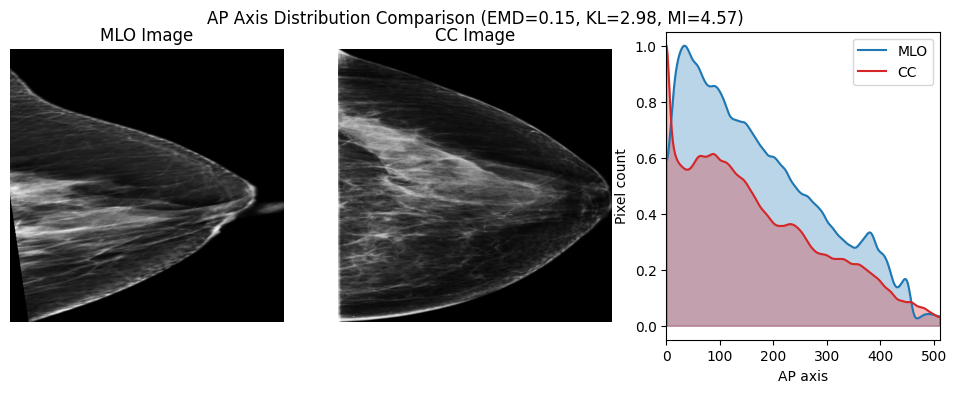 AP Axis Distribution Comparison (EMD=0.15, KL=2.98, MI=4.57)
MLO Image
CC Image
MLO
CC
Pixel count
1.0
0.8
0.6
0.4
0.2
0.0
0 100 200 300 400 500
AP axis